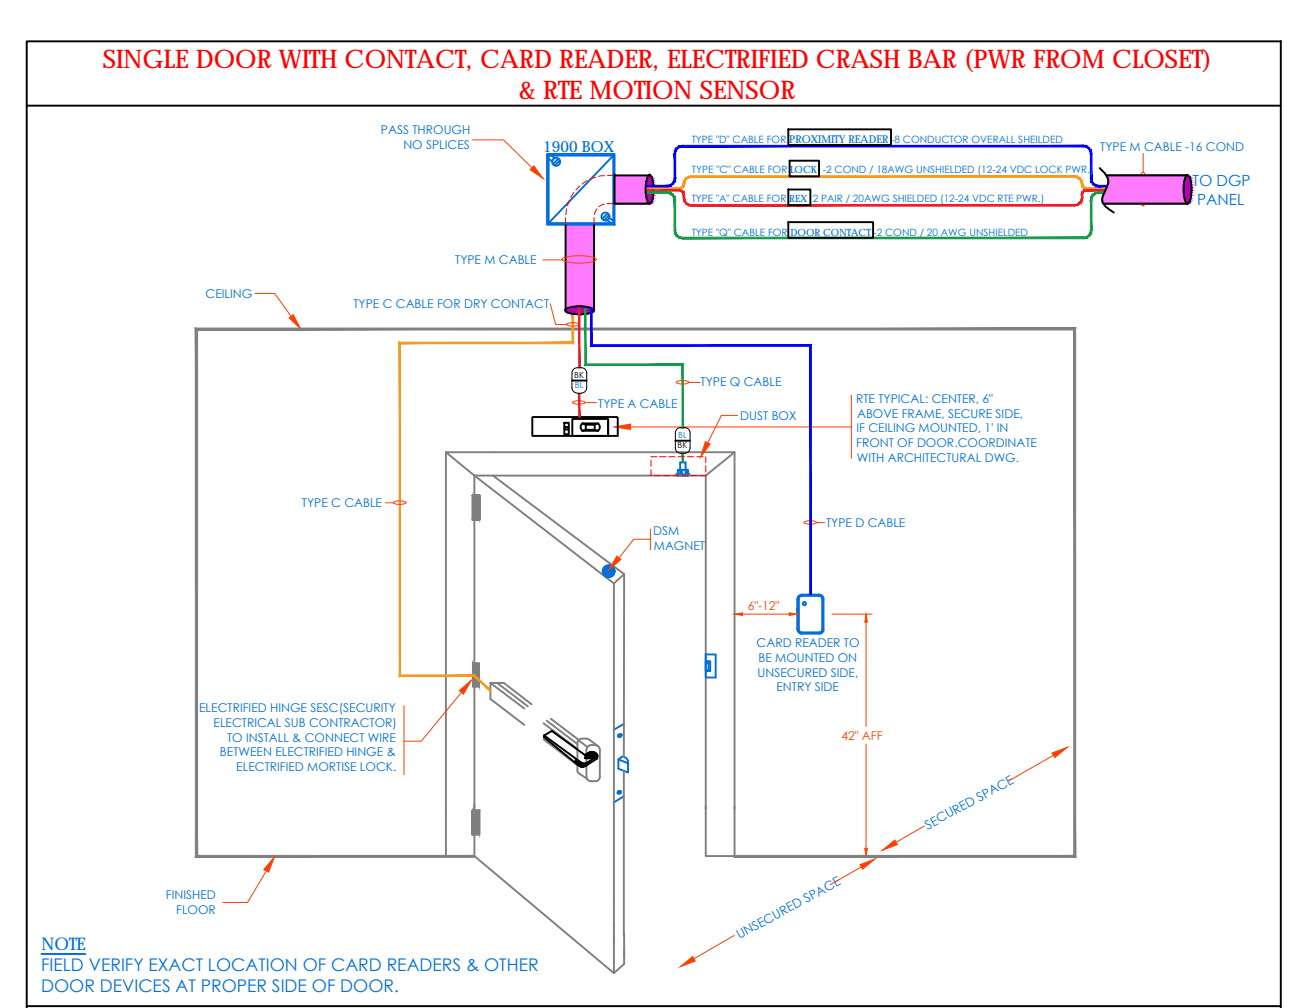 SINGLE DOOR WITH CONTACT, CARD READER, ELECTRIFIED CRASH BAR (PWR FROM CLOSET)
& RTE MOTION SENSOR
PASS THROUGH
NO SPLICES
1900 BOX
TYPE "D" CABLE FOR PROXIMITY READER -8 CONDUCTOR OVERALL SHEILDED
TYPE "C" CABLE FOR LOCK -2 COND / 18AWG UNSHIELDED (12-24 VDC LOCK PWR.
TYPE "A" CABLE FOR REX 2 PAIR / 20AWG SHIELDED (12-24 VDC RTE PWR.)
TYPE "Q" CABLE FOR DOOR CONTACT -2 COND / 20 AWG UNSHIELDED
TYPE M CABLE -16 COND
TO DGP
PANEL
TYPE M CABLE
CEILING
TYPE C CABLE FOR DRY CONTACT
BK
BL
TYPE A CABLE
TYPE Q CABLE
DUST BOX
BL
BK
RTE TYPICAL: CENTER, 6"
ABOVE FRAME, SECURE SIDE,
IF CEILING MOUNTED, 1' IN
FRONT OF DOOR.COORDINATE
WITH ARCHITECTURAL DWG.
TYPE C CABLE
DSM
MAGNET
TYPE D CABLE
6"-12"
CARD READER TO
BE MOUNTED ON
UNSECURED SIDE,
ENTRY SIDE
42" AFF
ELECTRIFIED HINGE SESC(SECURITY
ELECTRICAL SUB CONTRACTOR)
TO INSTALL & CONNECT WIRE
BETWEEN ELECTRIFIED HINGE &
ELECTRIFIED MORTISE LOCK.
SECURED SPACE
UNSECURED SPACE
FINISHED
FLOOR
NOTE
FIELD VERIFY EXACT LOCATION OF CARD READERS & OTHER
DOOR DEVICES AT PROPER SIDE OF DOOR.